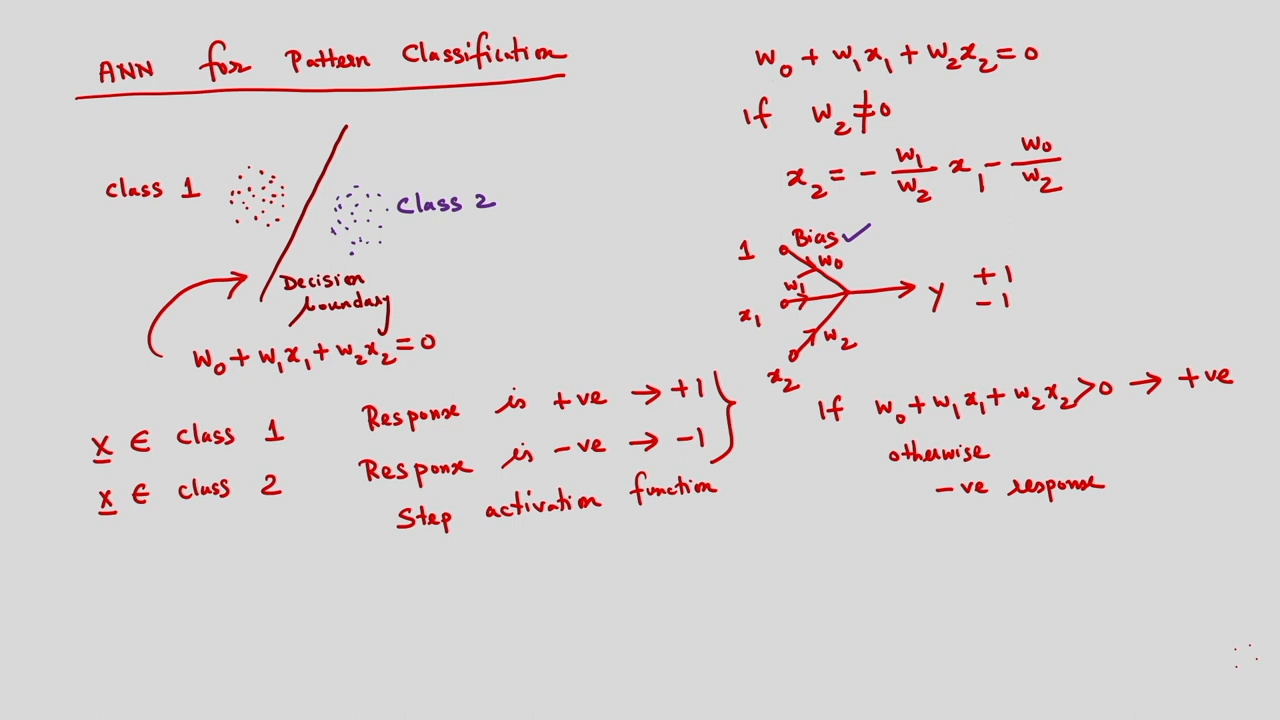 ANN for Pattern Classification
class 1
class 2
Decision
boundary
w₀ + w₁x₁ + w₂x₂ = 0
x ∈ class 1 Response is +ve → +1
x ∈ class 2 Response is -ve → -1
Step activation function
w₀ + w₁x₁ + w₂x₂ = 0
If w₂ ≠ 0
x₂ = - w₁/w₂ x₁ - w₀/w₂
1 Bias ✓
w₀
w₁
x₁
w₂
x₂
y +1
-1
If w₀ + w₁x₁ + w₂x₂ > 0 → +ve
otherwise
-ve response